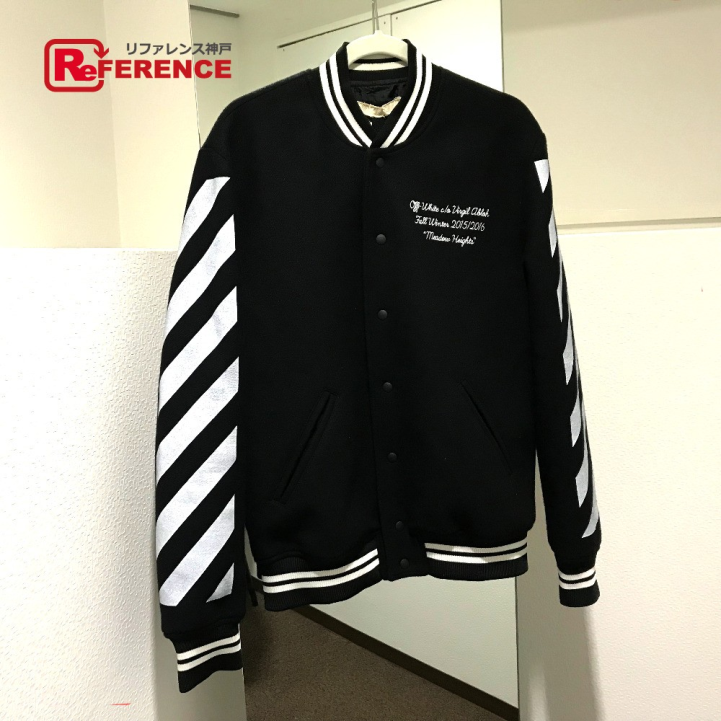 リファレンス神戸
ReFERENCE
Off-White c/o Virgil Abloh
Fall Winter 2015/2016
"Meadow Heights"